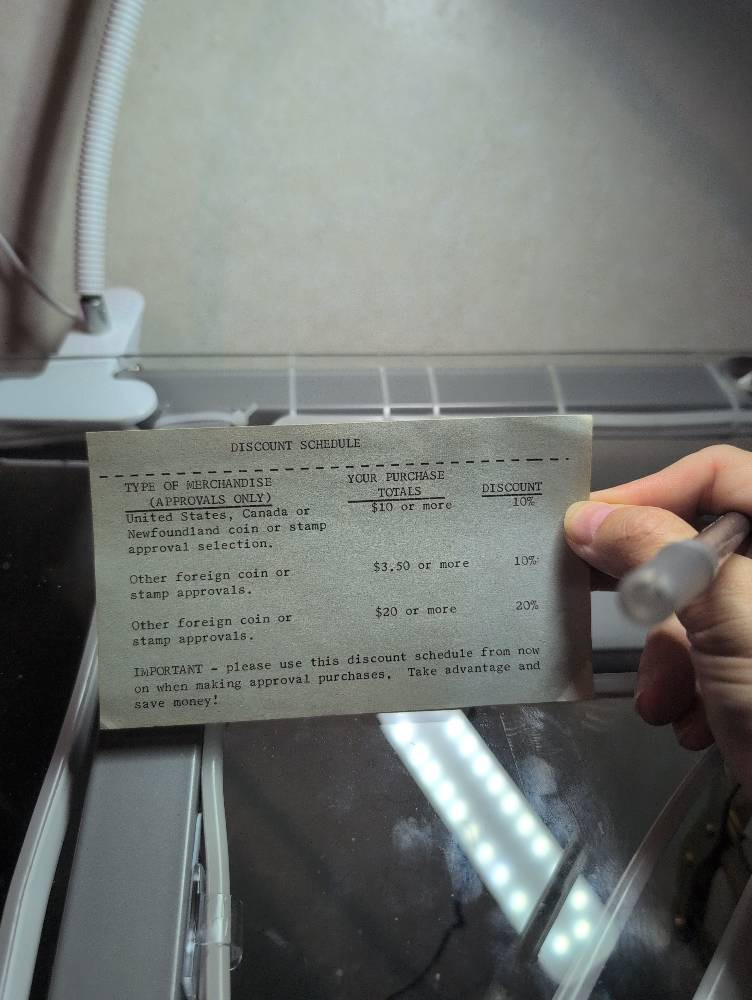 DISCOUNT SCHEDULE
TYPE OF MERCHANDISE YOUR PURCHASE
(APPROVALS ONLY) TOTALS DISCOUNT
United States, Canada or $10 or more 10%
Newfoundland coin or stamp
approval selection.
Other foreign coin or $3.50 or more 10%
stamp approvals.
Other foreign coin or $20 or more 20%
stamp approvals.
IMPORTANT - please use this discount schedule from now
on when making approval purchases. Take advantage and
save money!